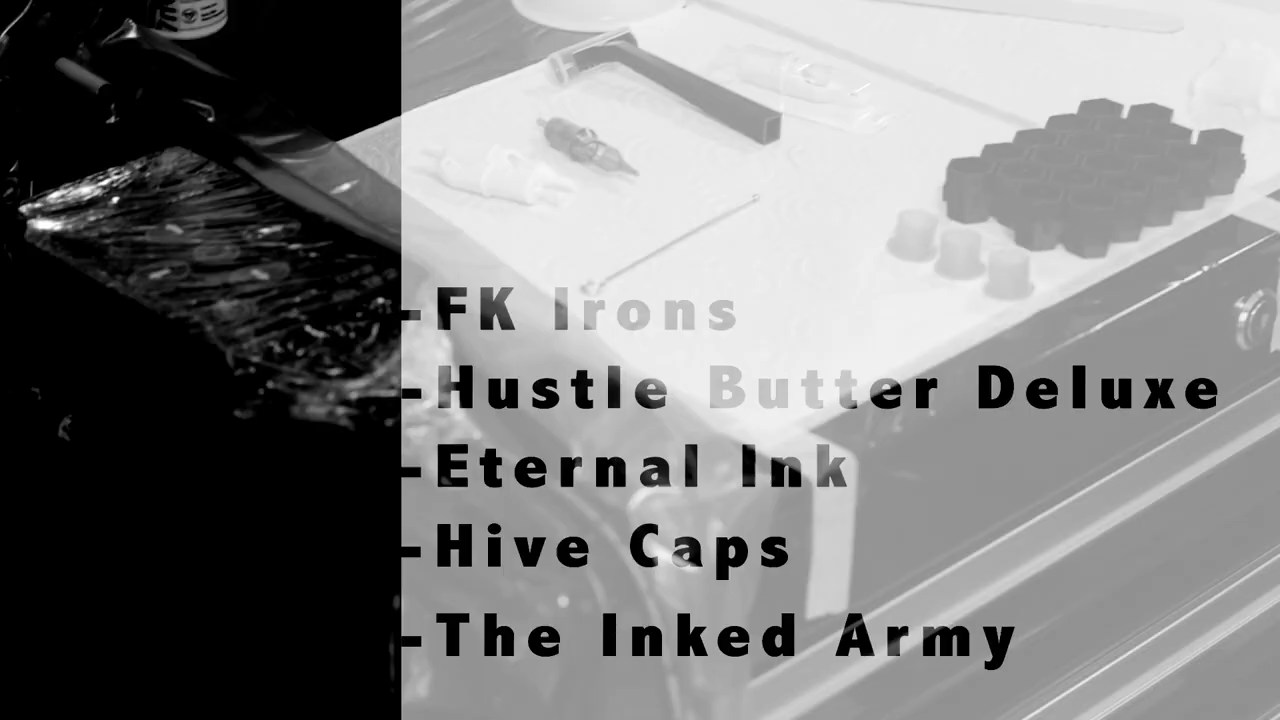 -FK Irons
-Hustle Butter Deluxe
-Eternal Ink
-Hive Caps
-The Inked Army